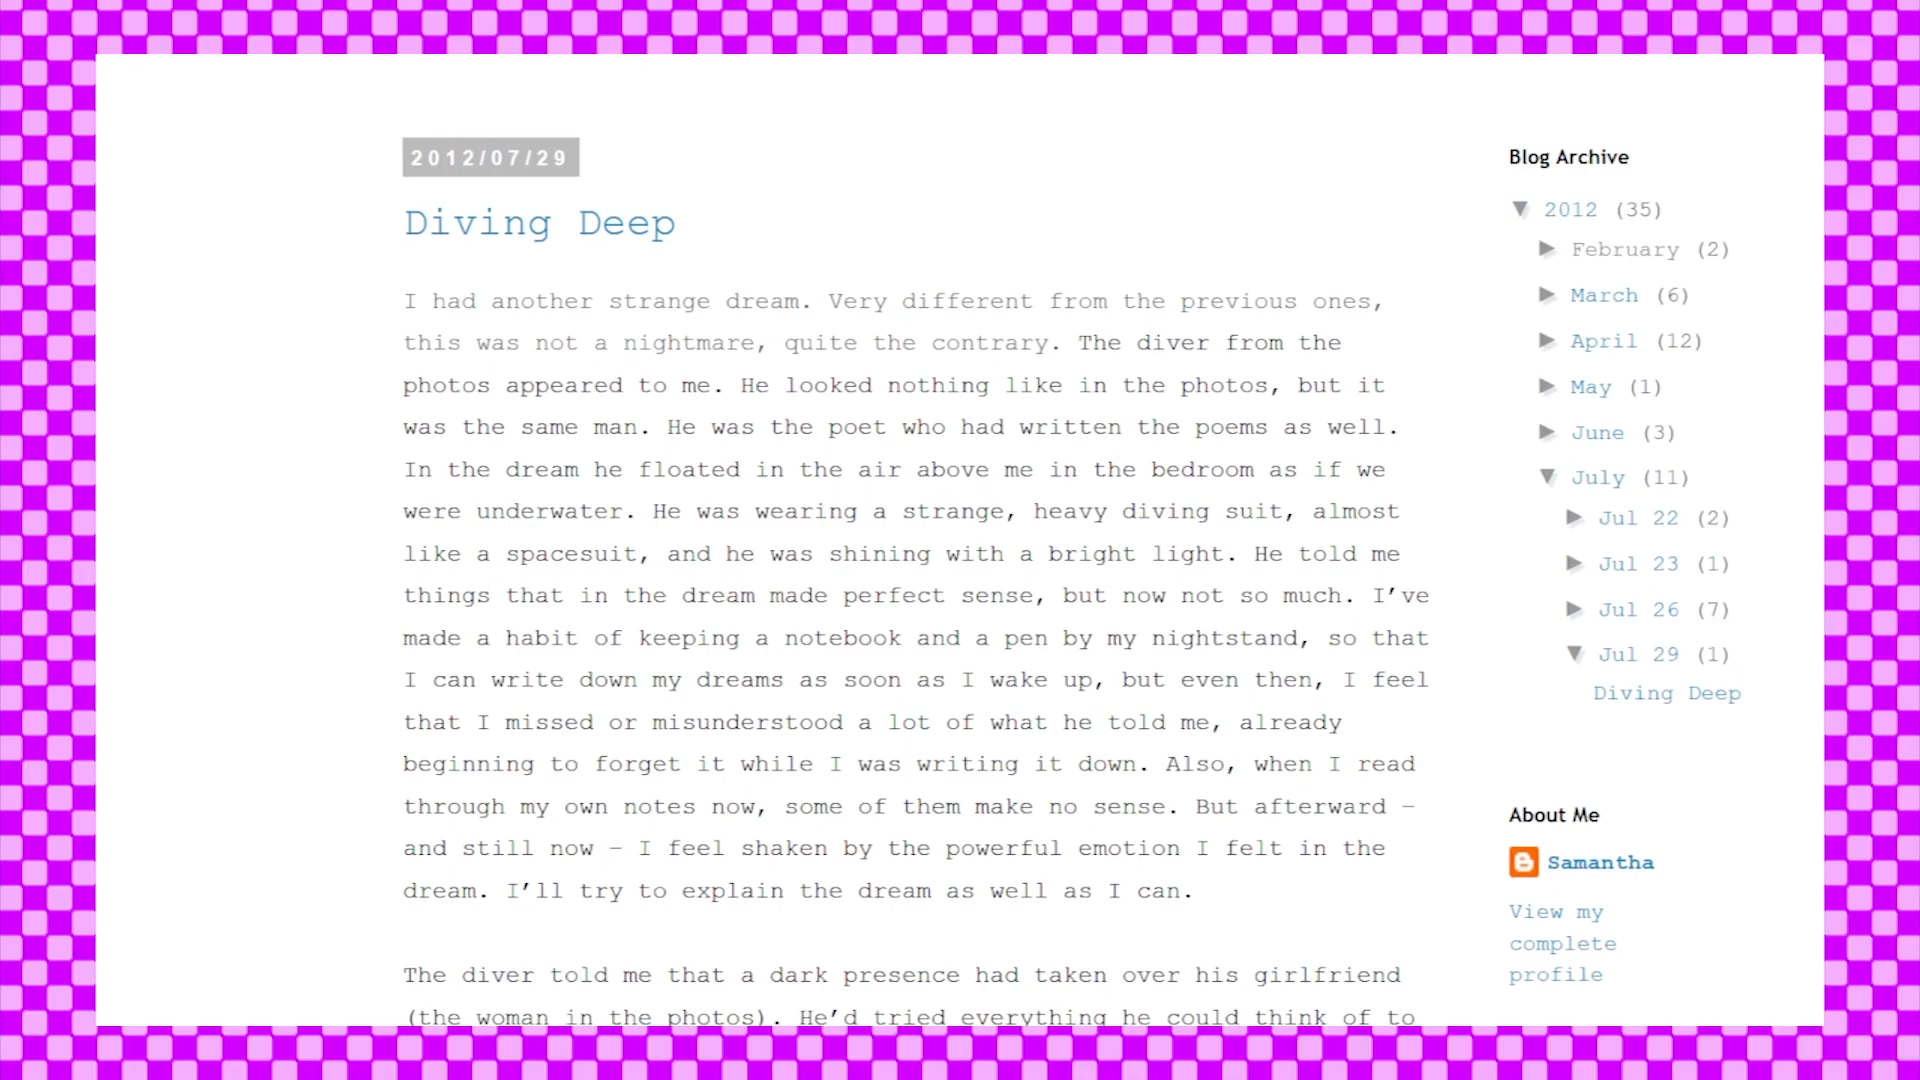 2012/07/29
Diving Deep
I had another strange dream. Very different from the previous ones,
this was not a nightmare, quite the contrary. The diver from the
photos appeared to me. He looked nothing like in the photos, but it
was the same man. He was the poet who had written the poems as well.
In the dream he floated in the air above me in the bedroom as if we
were underwater. He was wearing a strange, heavy diving suit, almost
like a spacesuit, and he was shining with a bright light. He told me
things that in the dream made perfect sense, but now not so much. I’ve
made a habit of keeping a notebook and a pen by my nightstand, so that
I can write down my dreams as soon as I wake up, but even then, I feel
that I missed or misunderstood a lot of what he told me, already
beginning to forget it while I was writing it down. Also, when I read
through my own notes now, some of them make no sense. But afterward –
and still now – I feel shaken by the powerful emotion I felt in the
dream. I’ll try to explain the dream as well as I can.
The diver told me that a dark presence had taken over his girlfriend
(the woman in the photos). He’d tried everything he could think of to
Blog Archive
▼ 2012 (35)
► February (2)
► March (6)
► April (12)
► May (1)
► June (3)
▼ July (11)
► Jul 22 (2)
► Jul 23 (1)
► Jul 26 (7)
▼ Jul 29 (1)
Diving Deep
About Me
Samantha
View my
complete
profile